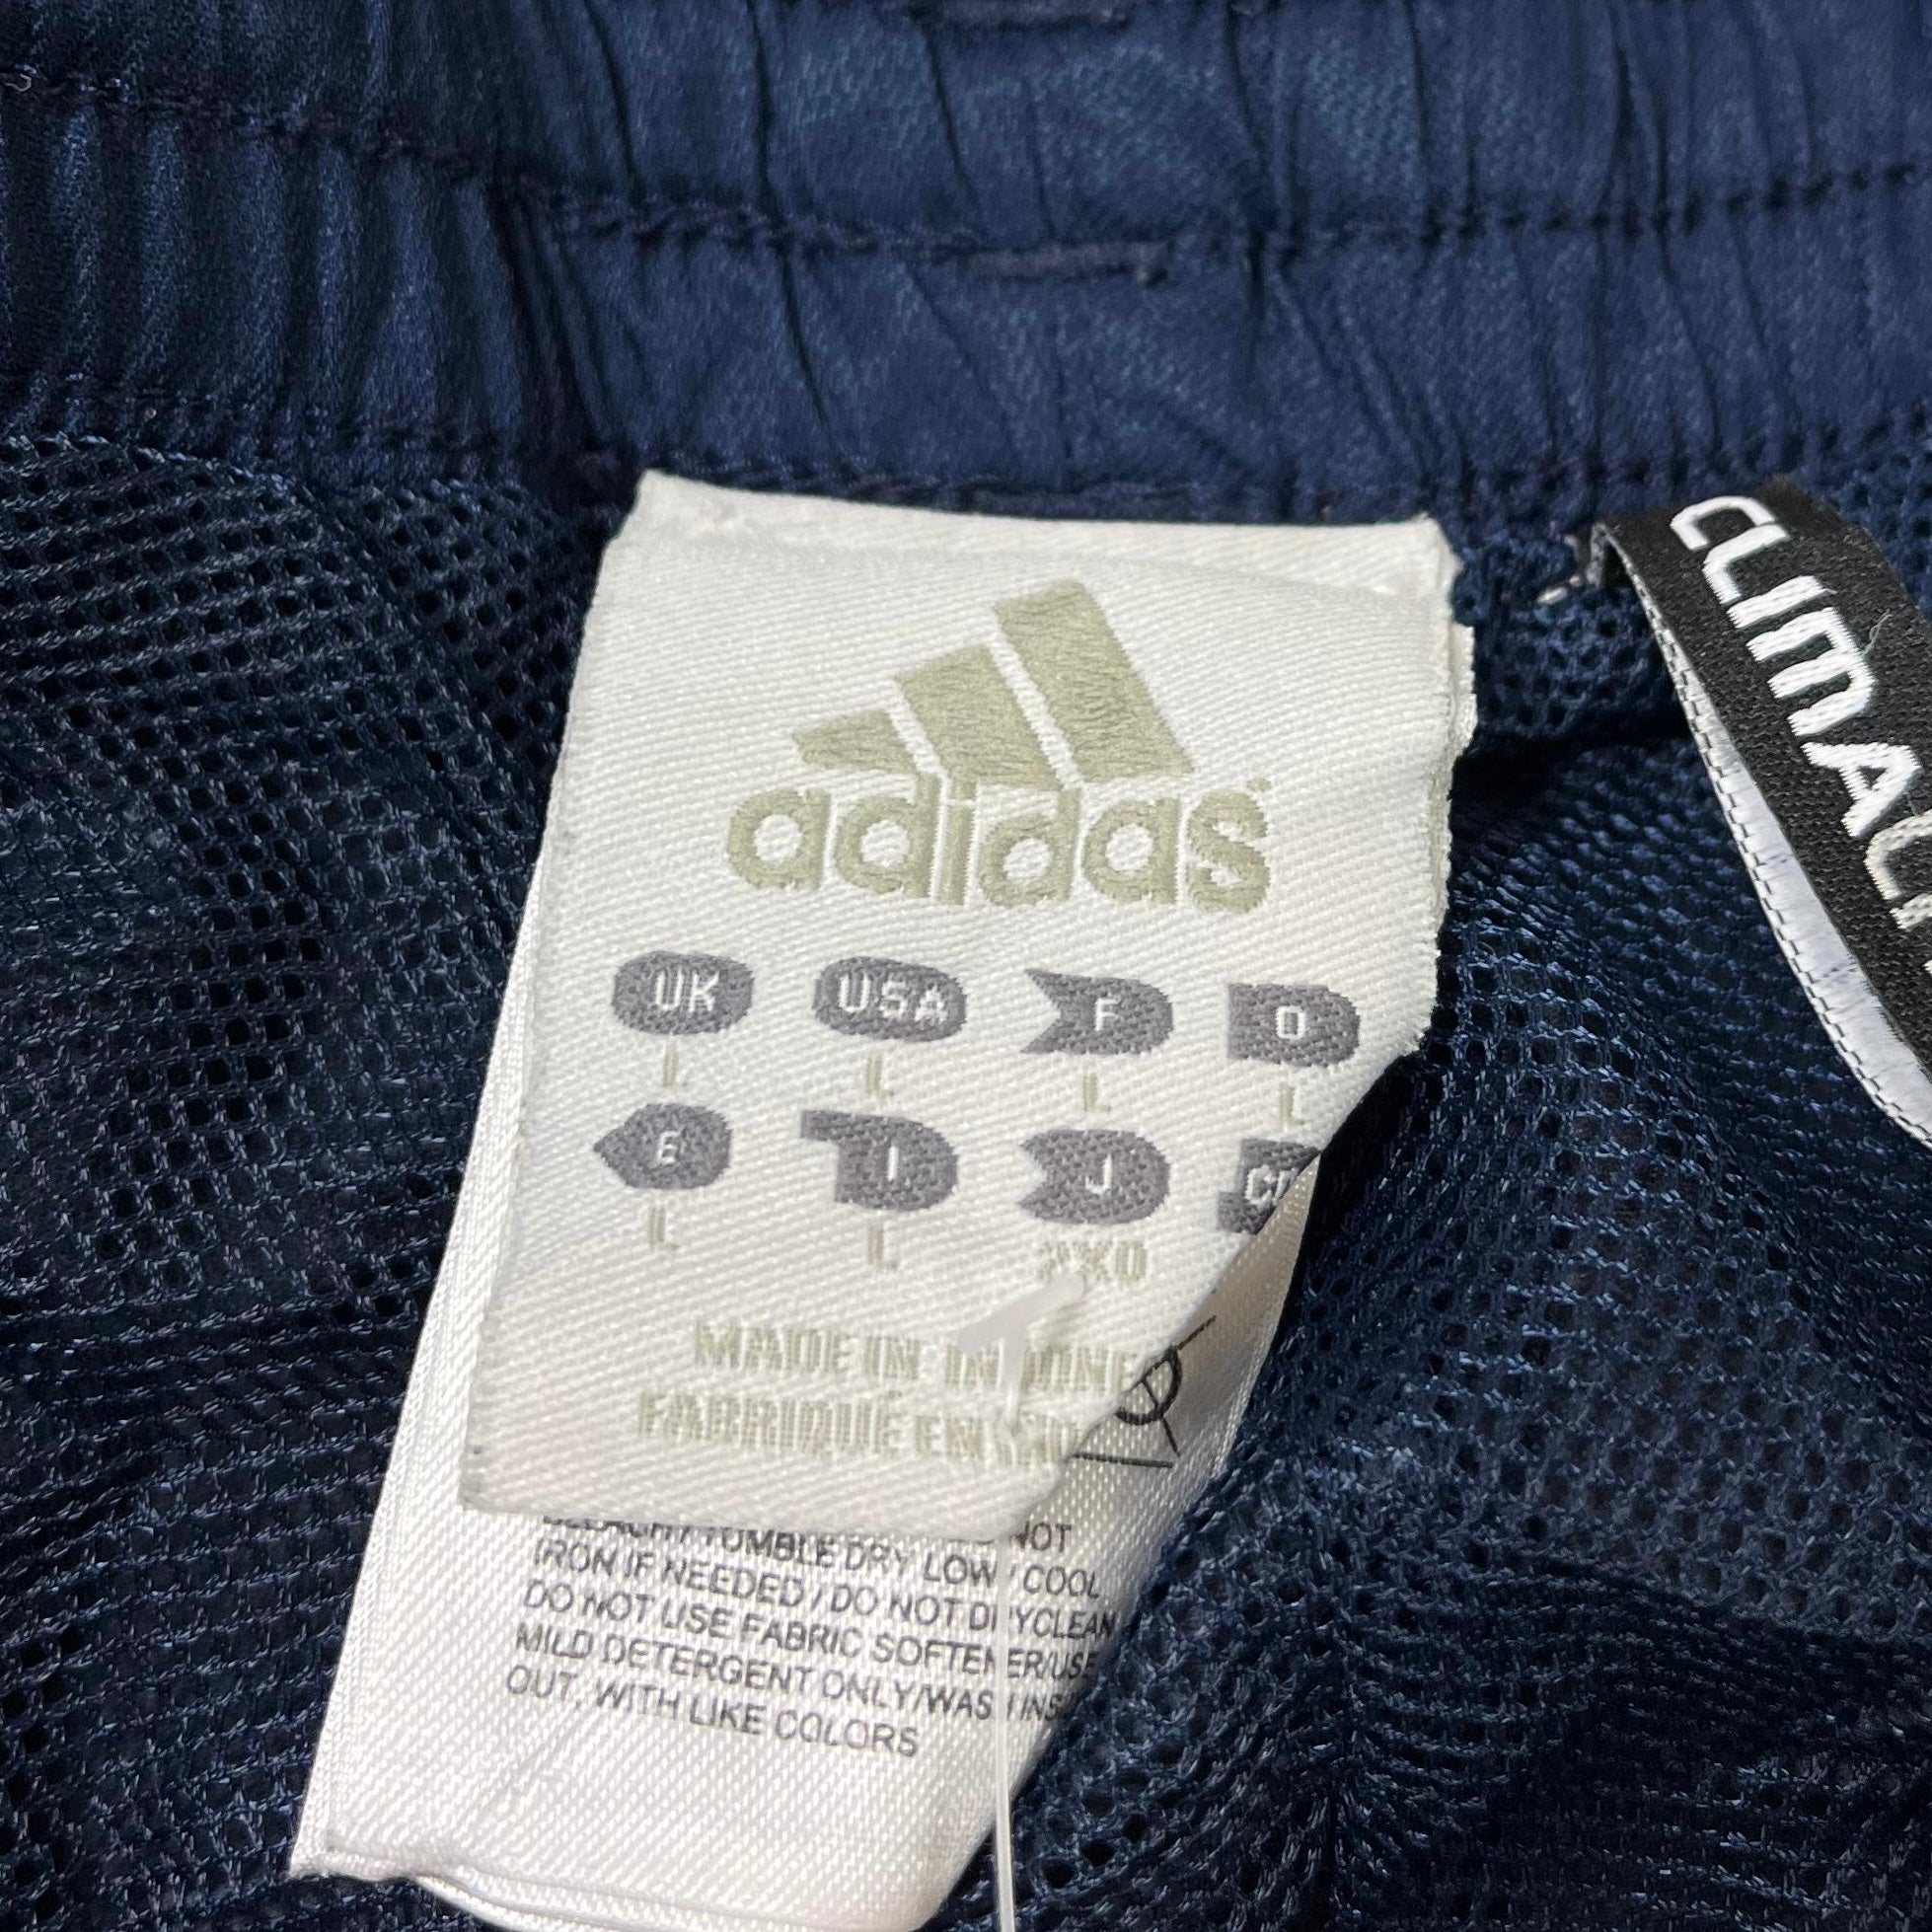 adidas
UK USA F D
L L L L
E I J
L L XO
MADE IN
FABRIQUÉ EN
TUMBLE DRY LOW / COOL
IRON IF NEEDED / DO NOT DRYCLEAN
DO NOT USE FABRIC SOFTENER/USE
MILD DETERGENT ONLY/WASH INS
OUT, WITH LIKE COLORS
CLIMAC